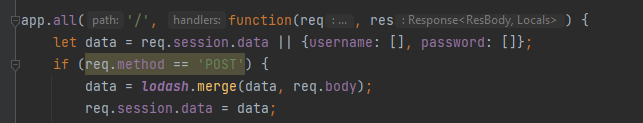 app.all( path: '/', handlers: function(req : ... , res : Response<ResBody, Locals> ) {
let data = req.session.data || {username: [], password: []};
if (req.method == 'POST') {
data = lodash.merge(data, req.body);
req.session.data = data;